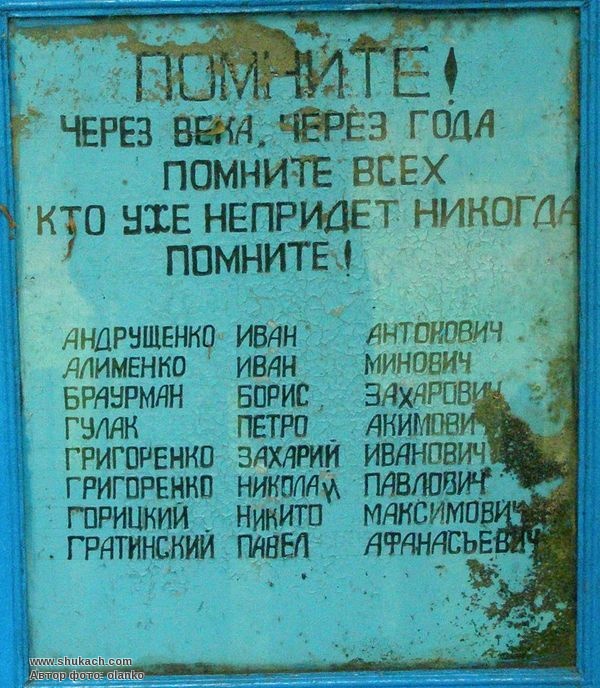 ПОМНИТЕ!
ЧЕРЕЗ ВЕКА, ЧЕРЕЗ ГОДА
ПОМНИТЕ ВСЕХ
КТО УЖЕ НЕПРИДЕТ НИКОГДА
ПОМНИТЕ!
АНДРУЩЕНКО ИВАН АНТОНОВИЧ
АЛИМЕНКО ИВАН МИНОВИЧ
БРАУРМАН БОРИС ЗАХАРОВИЧ
ГУЛАК ПЕТРО АКИМОВИЧ
ГРИГОРЕНКО ЗАХАРИЙ ИВАНОВИЧ
ГРИГОРЕНКО НИКОЛАЙ ПАВЛОВИЧ
ГОРИЦКИЙ НИКИТО МАКСИМОВИЧ
ГРАТИНСКИЙ ПАВЕЛ АФАНАСЬЕВИЧ
www.shukach.com
Автор фото: olanko